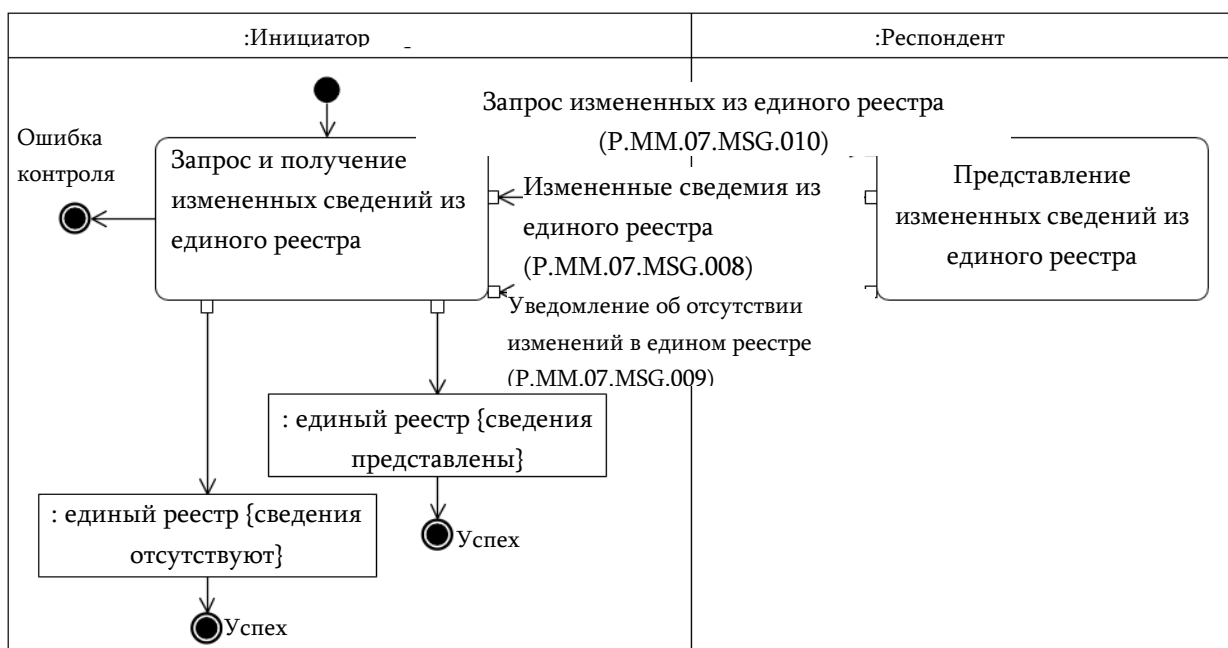 :Инициатор
:Респондент
Запрос измененных из единого реестра
(P.MM.07.MSG.010)
Ошибка
контроля
Запрос и получение
измененных сведений из
единого реестра
Измененные сведемия из
единого реестра
(P.MM.07.MSG.008)
Представление
измененных сведений из
единого реестра
Уведомление об отсутствии
изменений в едином реестре
(P.MM.07.MSG.009)
: единый реестр {сведения
представлены}
: единый реестр {сведения
отсутствуют}
Успех
Успех